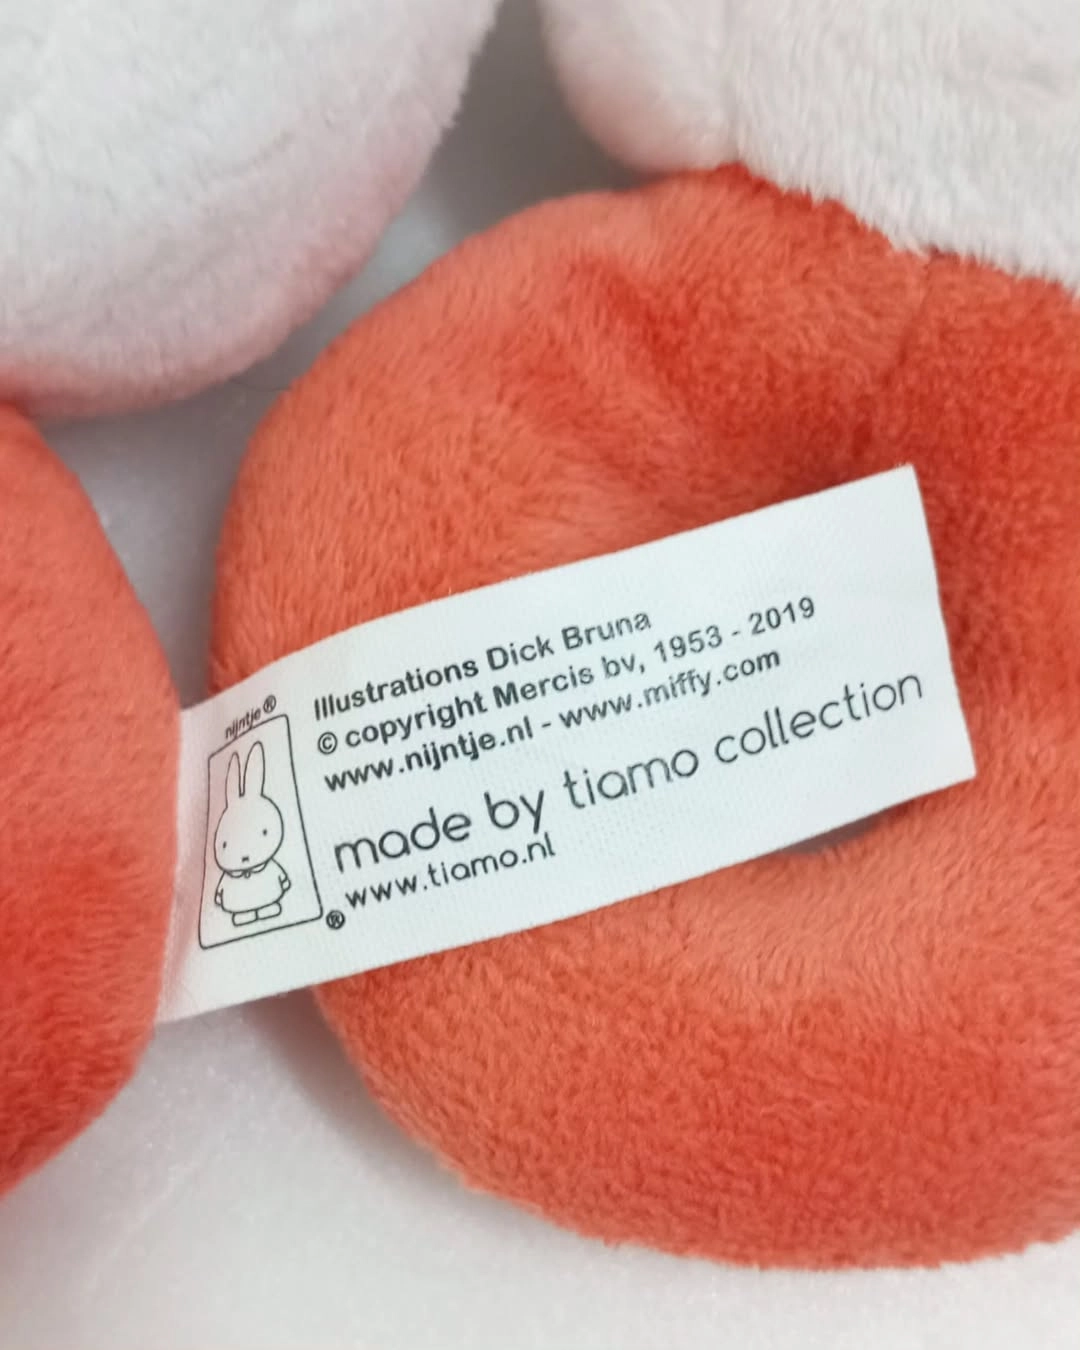 nijntje®
Illustrations Dick Bruna
© copyright Mercis bv, 1953 - 2019
www.nijntje.nl - www.miffy.com
made by tiamo collection
www.tiamo.nl
®